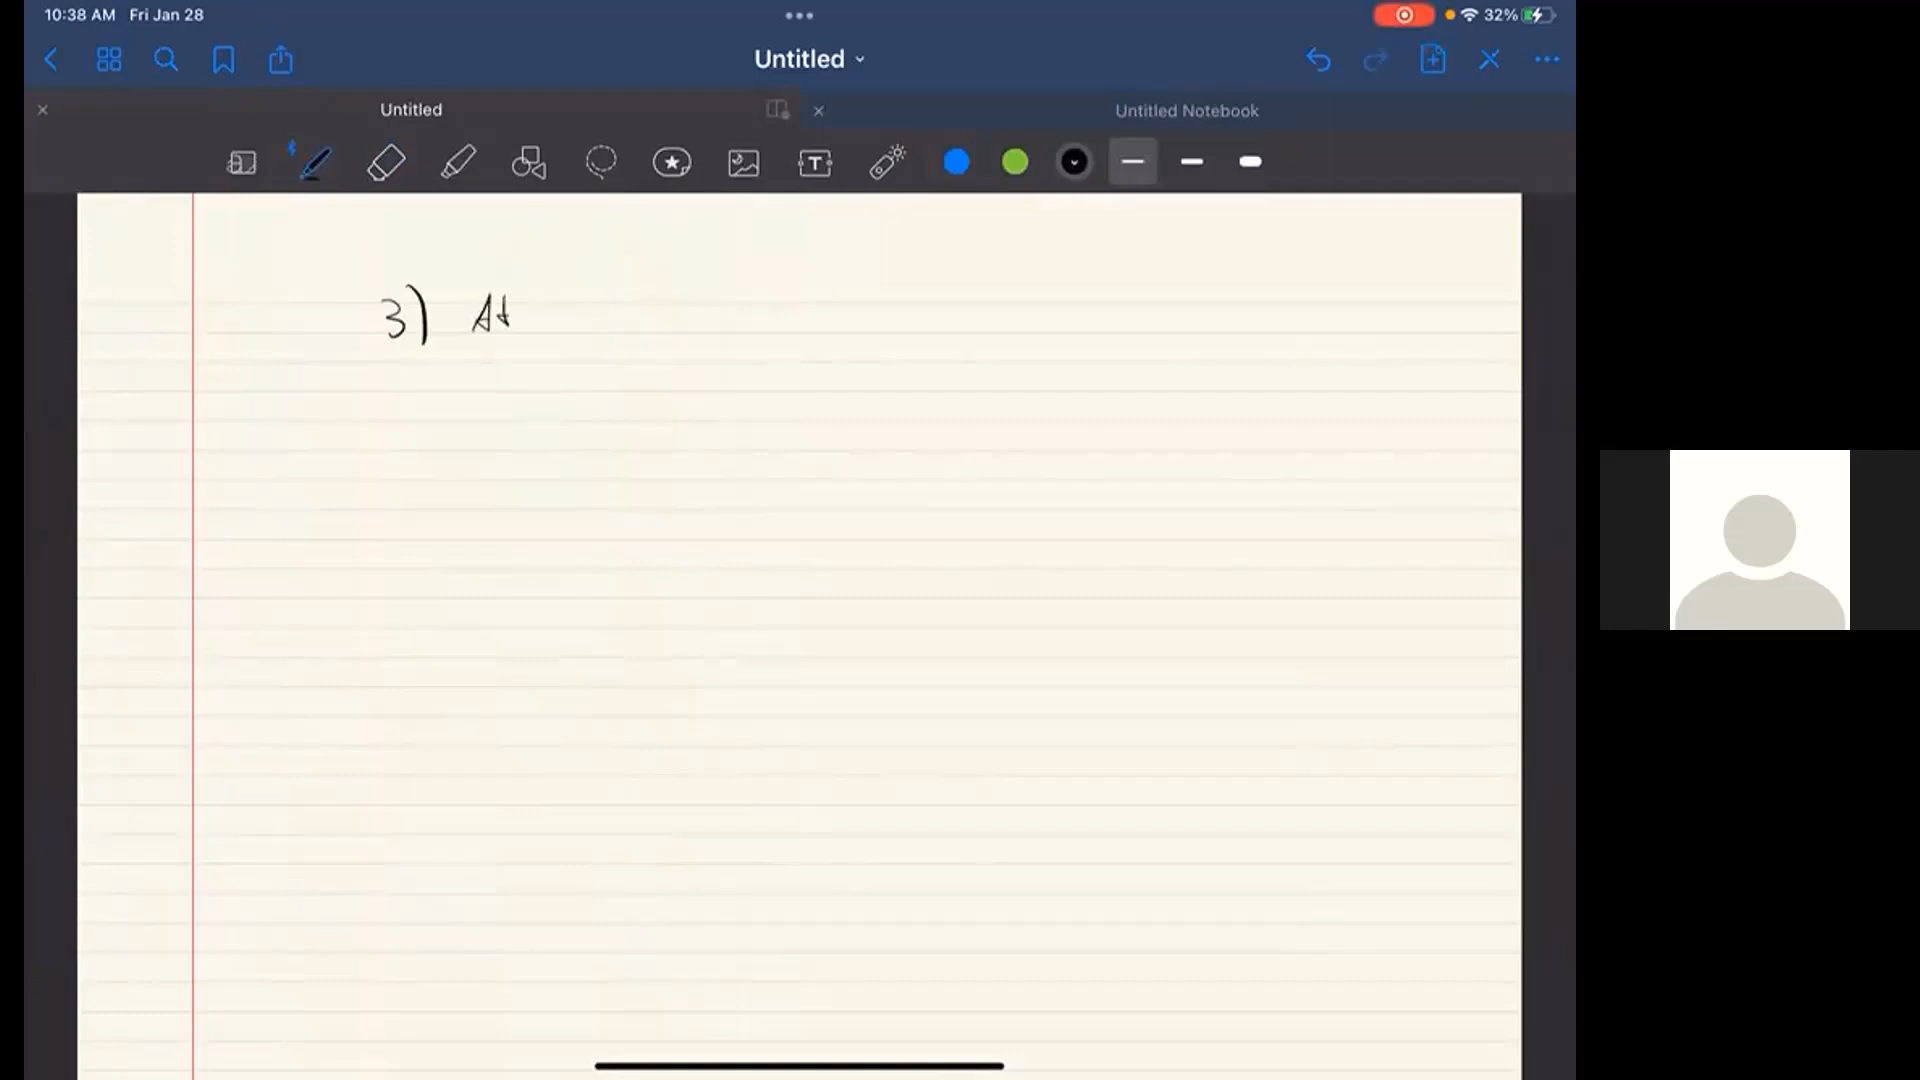 10:38 AM Fri Jan 28
32%
Untitled
Untitled
Untitled Notebook
T
3) At